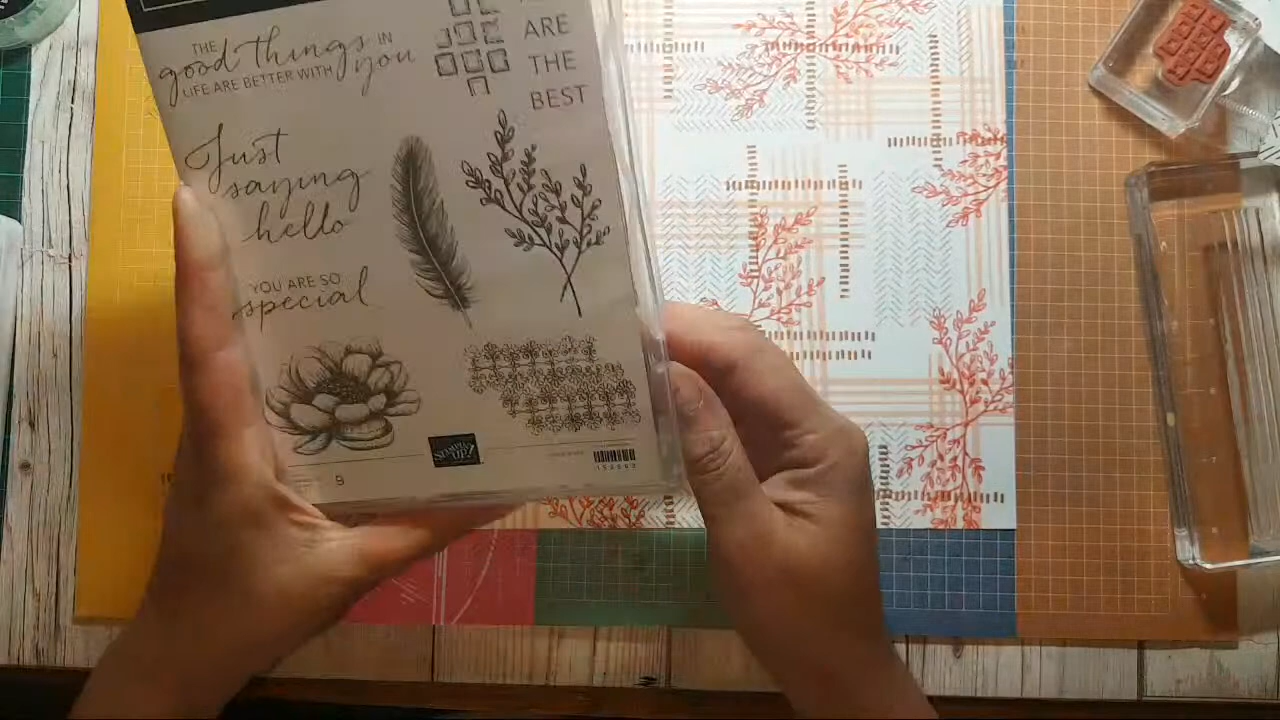 THE good things IN
LIFE ARE BETTER WITH you
ARE
THE
BEST
Just
saying
hello
YOU ARE SO
special
STAMPIN'
UP!
9